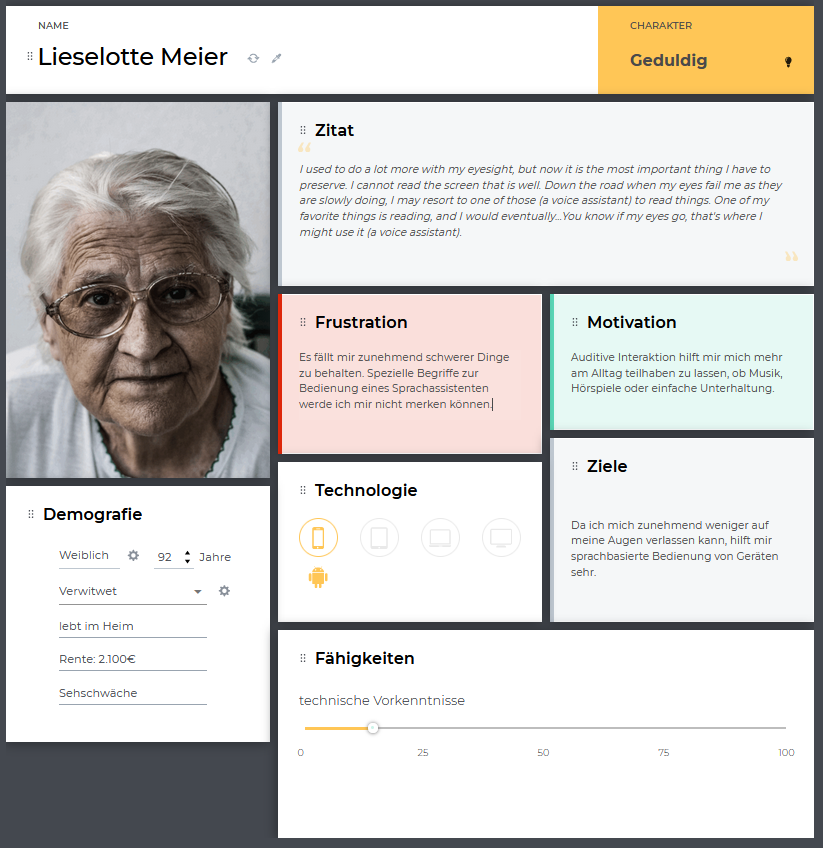 NAME
Lieselotte Meier
CHARAKTER
Geduldig
Zitat
“
I used to do a lot more with my eyesight, but now it is the most important thing I have to
preserve. I cannot read the screen that is well. Down the road when my eyes fail me as they
are slowly doing, I may resort to one of those (a voice assistant) to read things. One of my
favorite things is reading, and I would eventually...You know if my eyes go, that's where I
might use it (a voice assistant).
”
Frustration
Es fällt mir zunehmend schwerer Dinge
zu behalten. Spezielle Begriffe zur
Bedienung eines Sprachassistenten
werde ich mir nicht merken können.
Motivation
Auditive Interaktion hilft mir mich mehr
am Alltag teilhaben zu lassen, ob Musik,
Hörspiele oder einfache Unterhaltung.
Demografie
Weiblich 92 Jahre
Verwitwet
lebt im Heim
Rente: 2.100€
Sehschwäche
Technologie
Ziele
Da ich mich zunehmend weniger auf
meine Augen verlassen kann, hilft mir
sprachbasierte Bedienung von Geräten
sehr.
Fähigkeiten
technische Vorkenntnisse
0 25 50 75 100